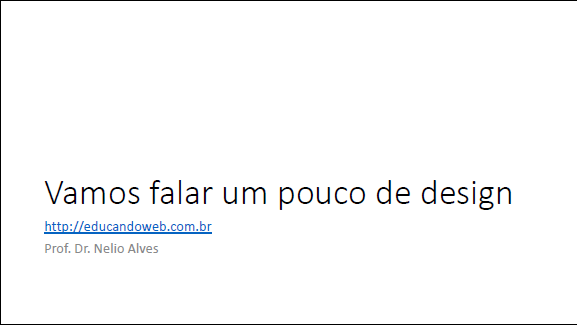 Vamos falar um pouco de design
http://educandoweb.com.br
Prof. Dr. Nelio Alves